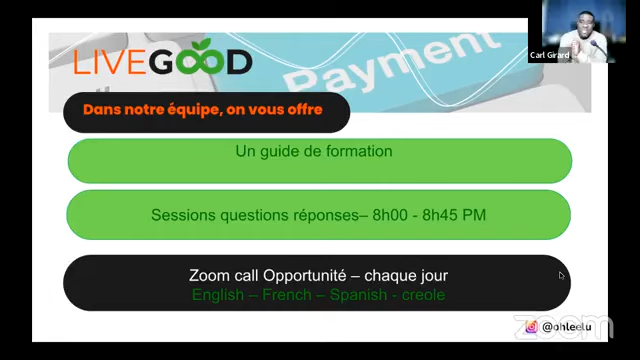 Carl Girard
LIVEGOOD
Payment
Dans notre équipe, on vous offre
Un guide de formation
Sessions questions réponses– 8h00 - 8h45 PM
Zoom call Opportunité – chaque jour
English – French – Spanish - creole
zoom
@ohleelu